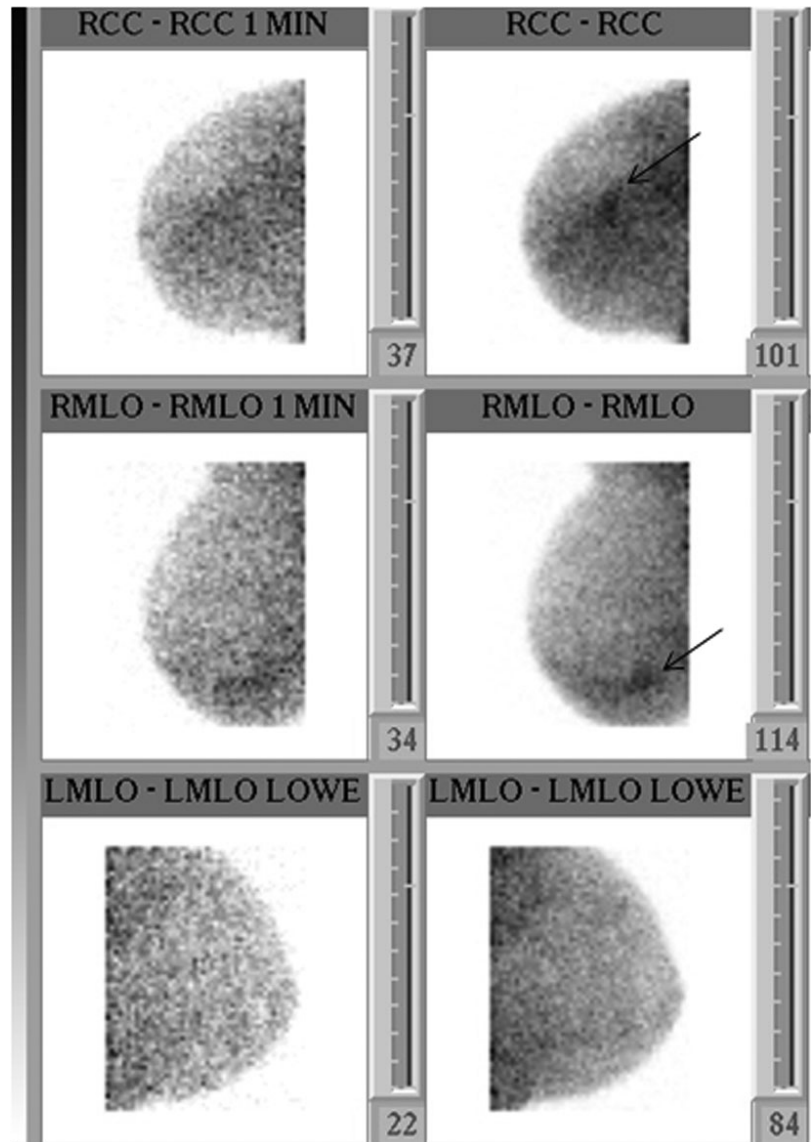 RCC - RCC 1 MIN
RCC - RCC
37
101
RMLO - RMLO 1 MIN
RMLO - RMLO
34
114
LMLO - LMLO LOWE
LMLO - LMLO LOWE
22
84